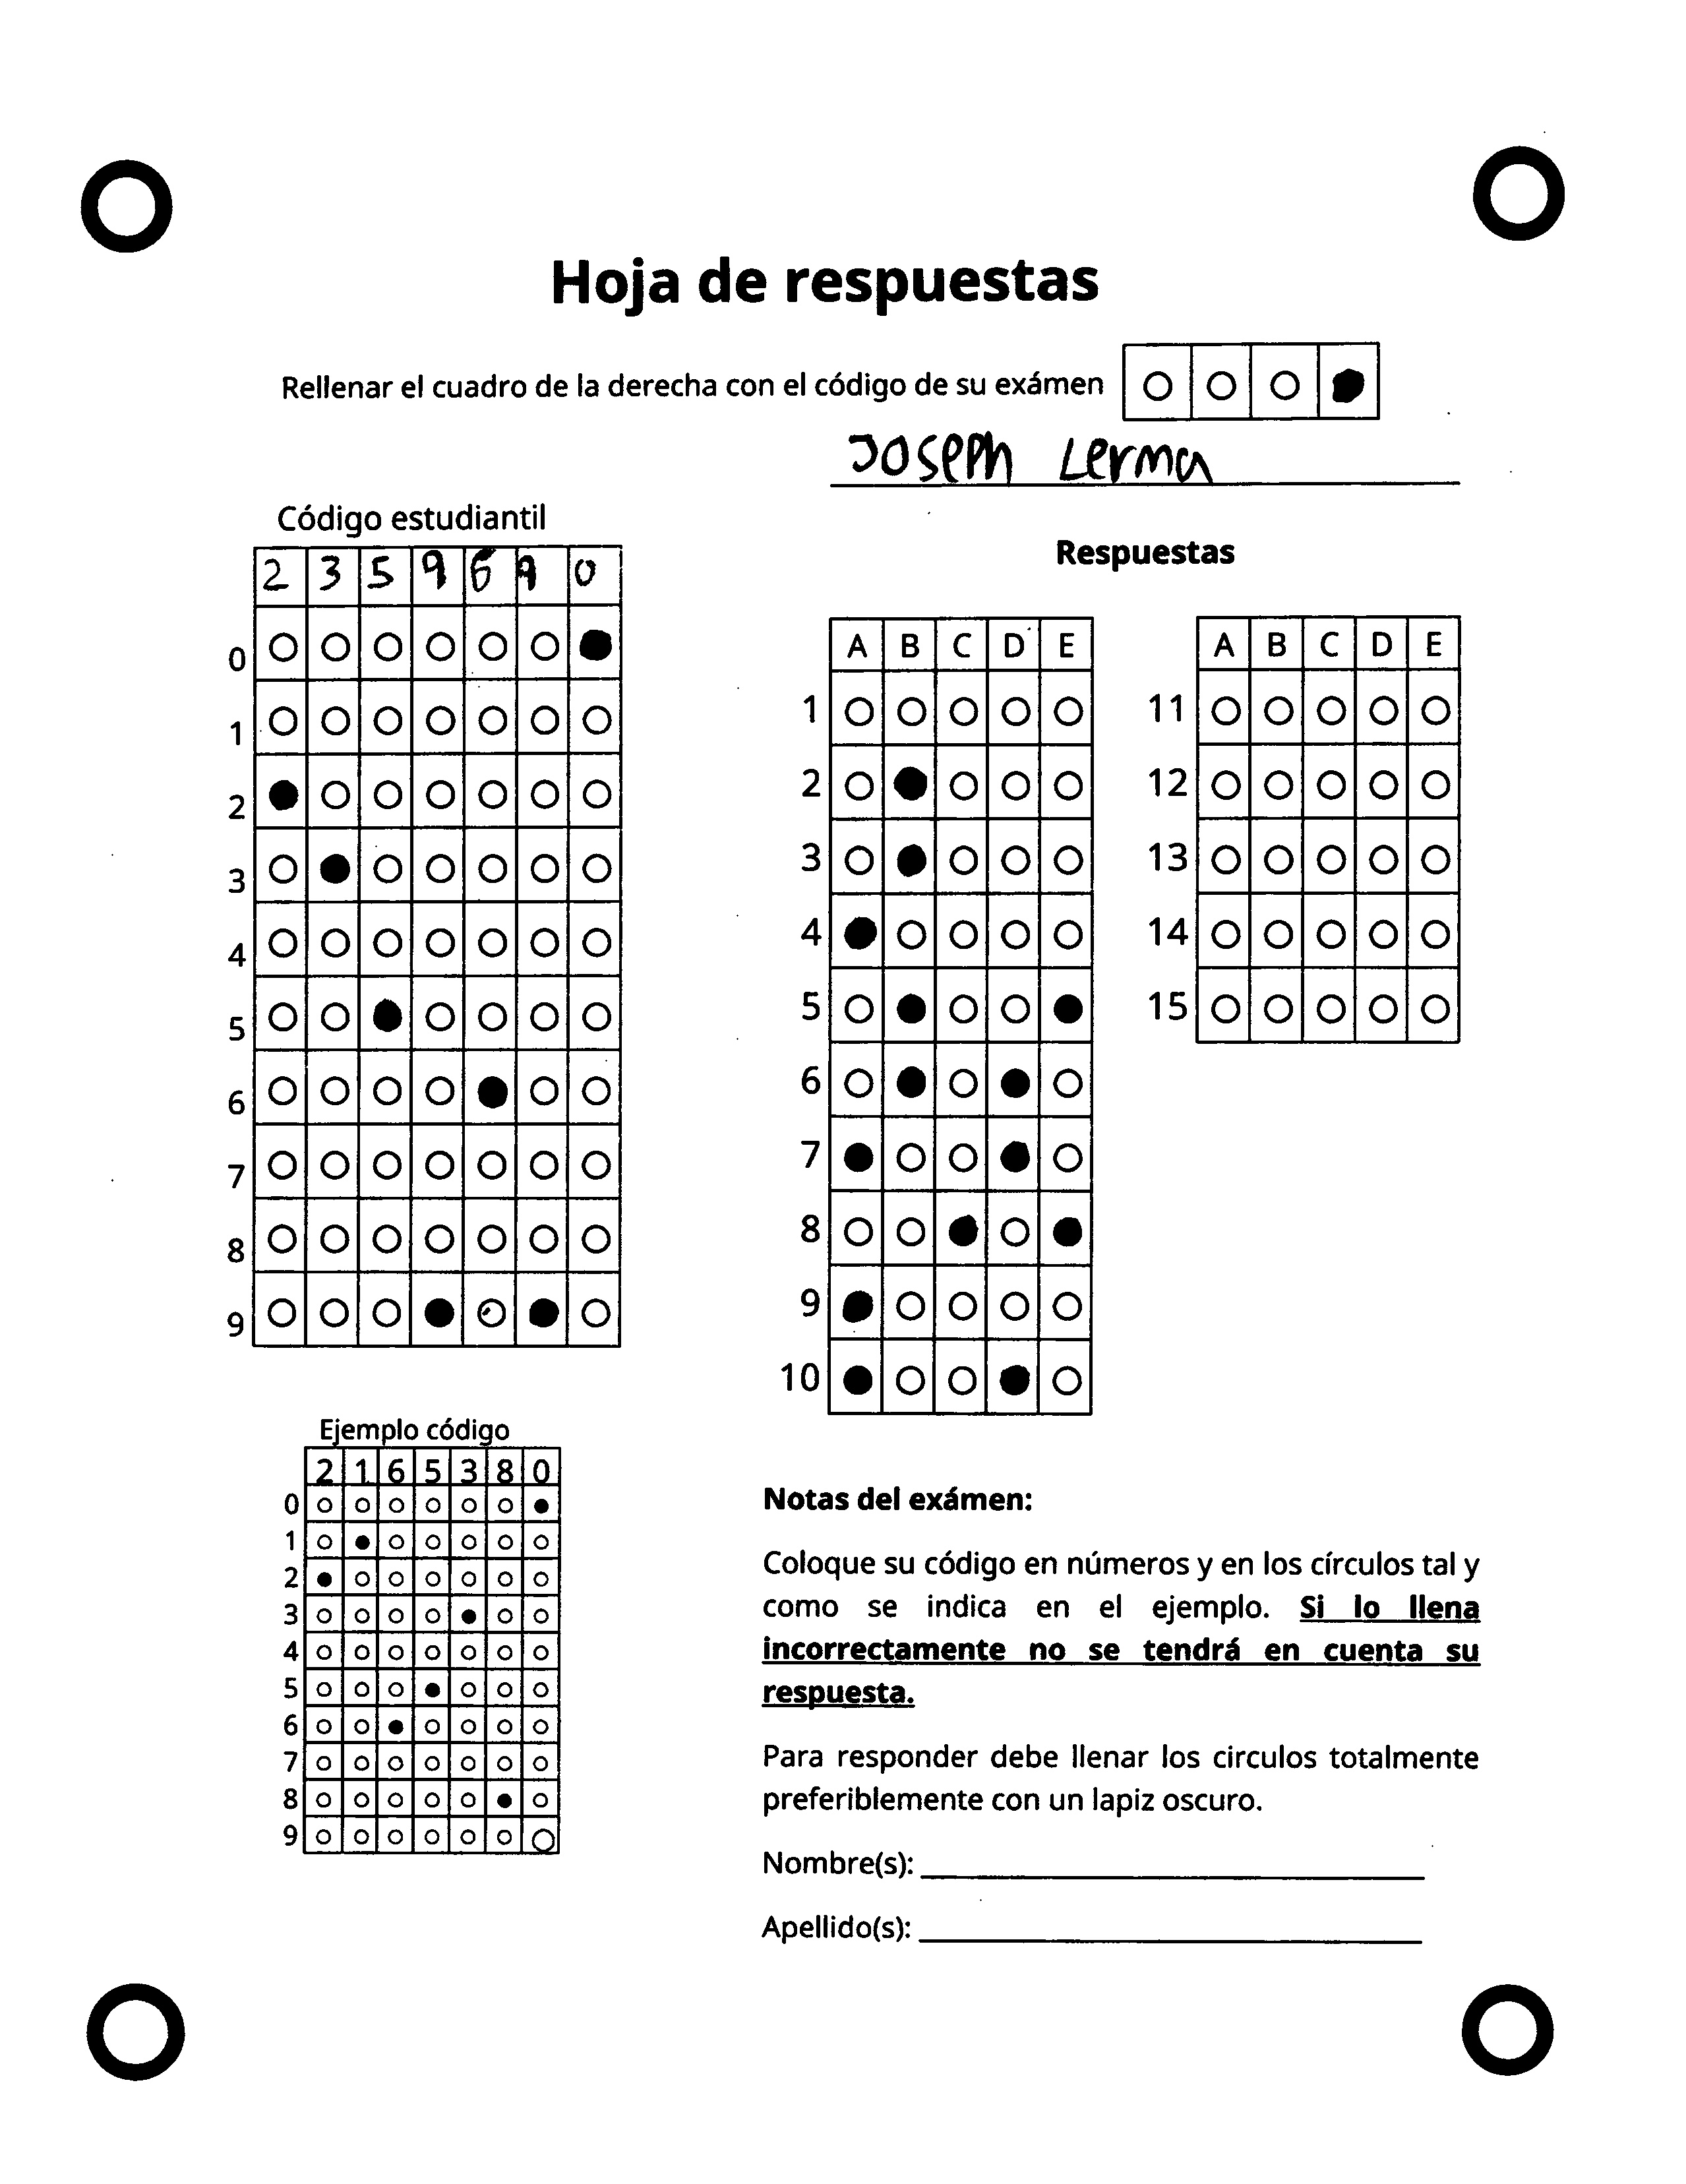 Hoja de respuestas
Rellenar el cuadro de la derecha con el código de su exámen
Joseph Lerma
Código estudiantil
2 3 5 9 6 9 0
0
1
2
3
4
5
6
7
8
9
Respuestas
A B C D E
1
2
3
4
5
6
7
8
9
10
A B C D E
11
12
13
14
15
Ejemplo código
2 1 6 5 3 8 0
0
1
2
3
4
5
6
7
8
9
Notas del exámen:
Coloque su código en números y en los círculos tal y
como se indica en el ejemplo. Si lo llena
incorrectamente no se tendrá en cuenta su
respuesta.
Para responder debe llenar los circulos totalmente
preferiblemente con un lapiz oscuro.
Nombre(s):
Apellido(s):